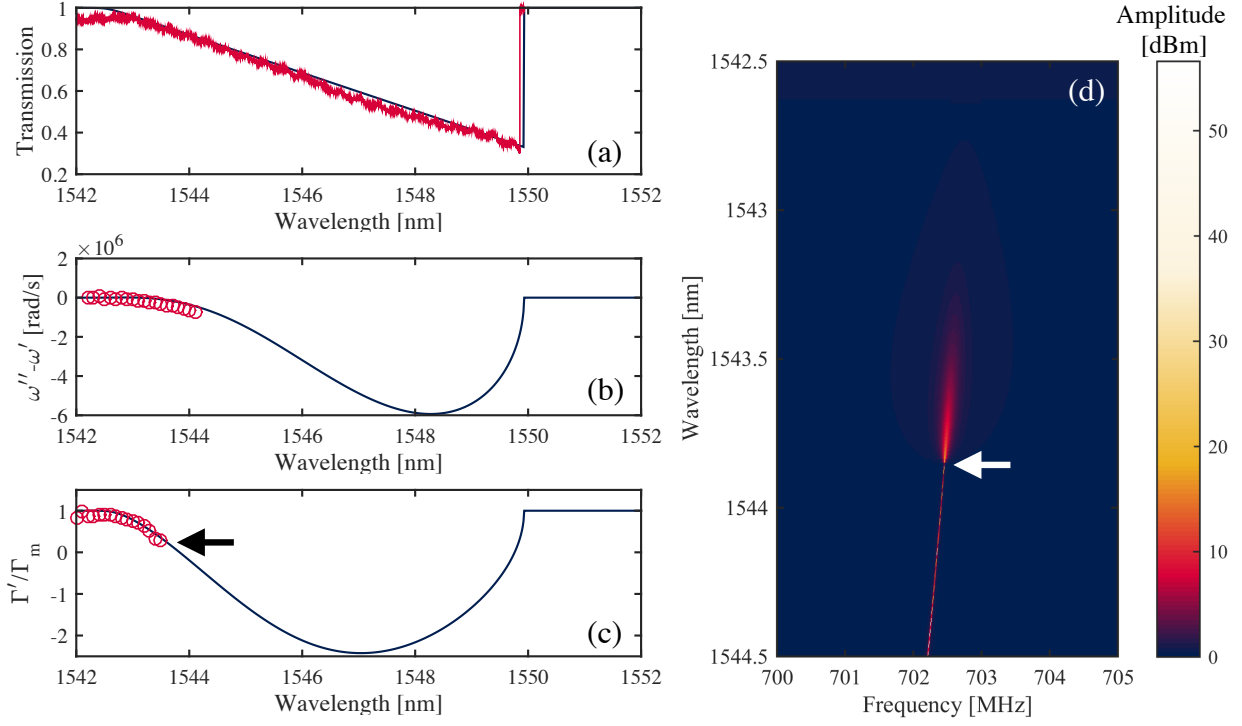 1
0.8
0.6
0.4
0.2
Transmission
(a)
1542 1544 1546 1548 1550 1552
Wavelength [nm]
×10⁶
2
0
-2
-4
-6
ω''-ω' [rad/s]
(b)
1542 1544 1546 1548 1550 1552
Wavelength [nm]
1
0
-1
-2
Γ'/Γₘ
(c)
1542 1544 1546 1548 1550 1552
Wavelength [nm]
1542.5
1543
1543.5
1544
1544.5
Wavelength [nm]
(d)
700 701 702 703 704 705
Frequency [MHz]
Amplitude
[dBm]
50
40
30
20
10
0